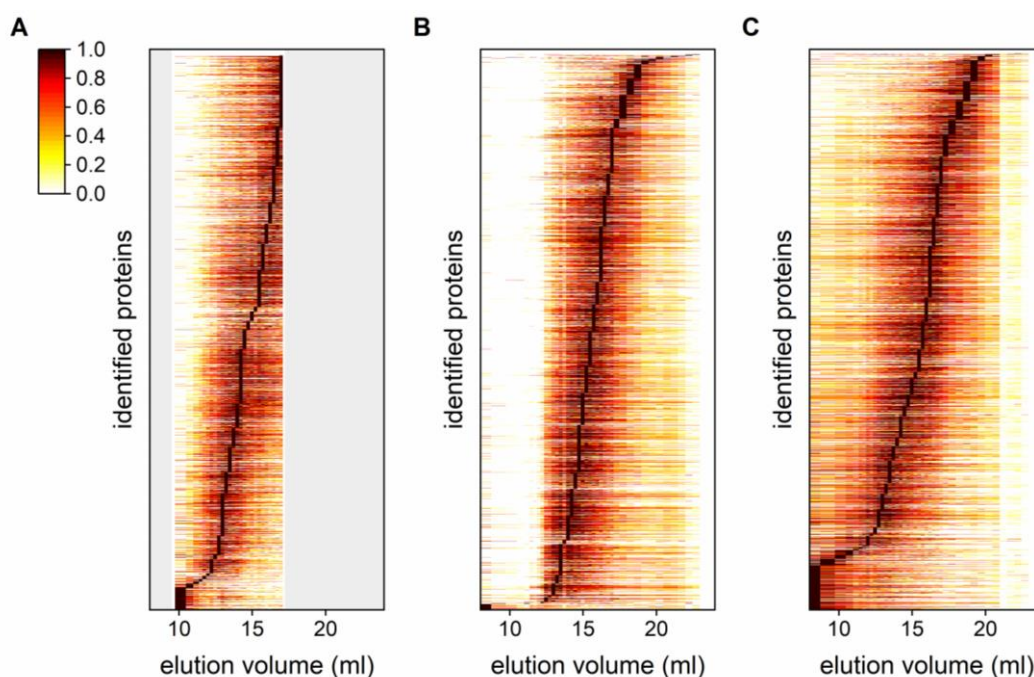 A
B
C
1.0
0.8
0.6
0.4
0.2
0.0
identified proteins
identified proteins
identified proteins
10 15 20
10 15 20
10 15 20
elution volume (ml)
elution volume (ml)
elution volume (ml)